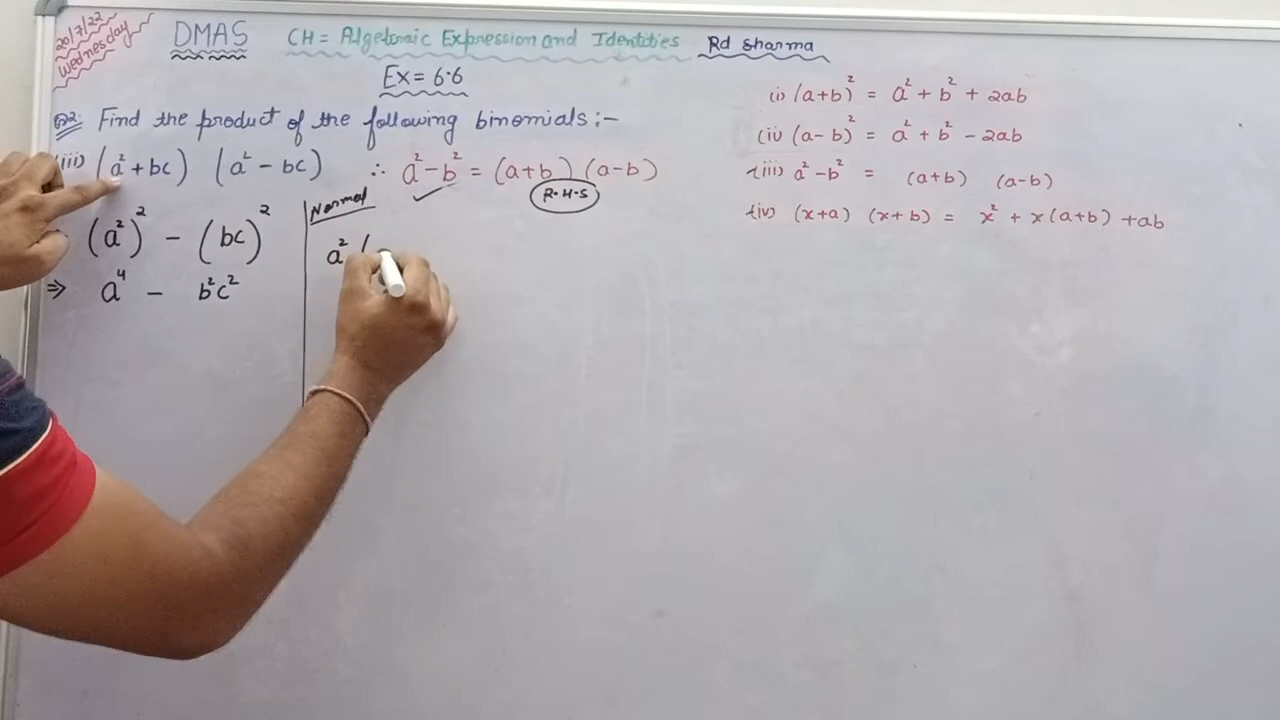 20/7/22
Wednesday
DMAS CH = Algebraic Expression and Identities Rd Sharma
Ex = 6.6
Q2. Find the product of the following binomials :-
(iii) (a² + bc) (a² - bc) ∴ a² - b² = (a+b) (a-b)
R.H.S
(a²)² - (bc)²
⇒ a⁴ - b²c²
Normal
a² (
(i) (a+b)² = a² + b² + 2ab
(ii) (a-b)² = a² + b² - 2ab
(iii) a² - b² = (a+b) (a-b)
(iv) (x+a) (x+b) = x² + x(a+b) + ab